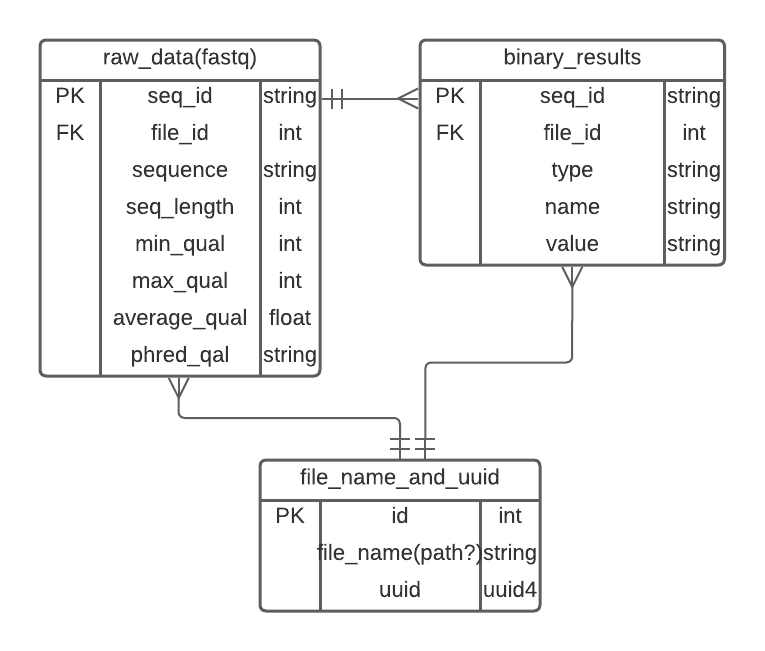 raw_data(fastq)
PK seq_id string
FK file_id int
sequence string
seq_length int
min_qual int
max_qual int
average_qual float
phred_qal string
binary_results
PK seq_id string
FK file_id int
type string
name string
value string
file_name_and_uuid
PK id int
file_name(path?) string
uuid uuid4